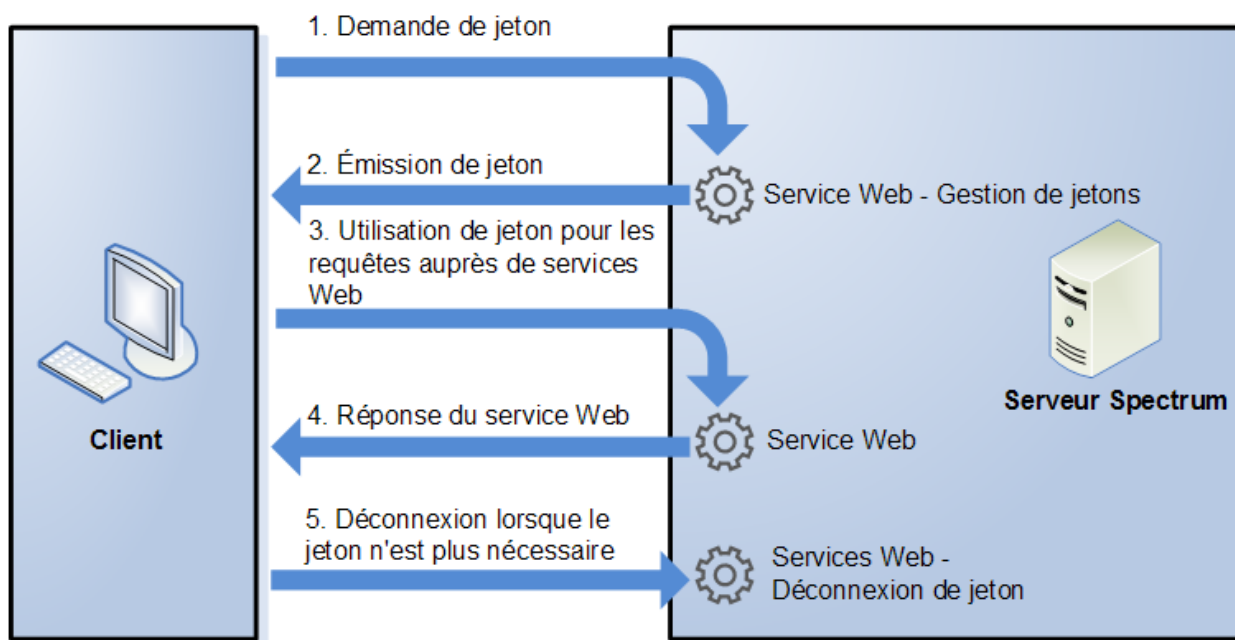 1. Demande de jeton
2. Émission de jeton
Service Web - Gestion de jetons
3. Utilisation de jeton pour les
requêtes auprès de services
Web
Serveur Spectrum
4. Réponse du service Web
Client
Service Web
5. Déconnexion lorsque le
jeton n'est plus nécessaire
Services Web -
Déconnexion de jeton